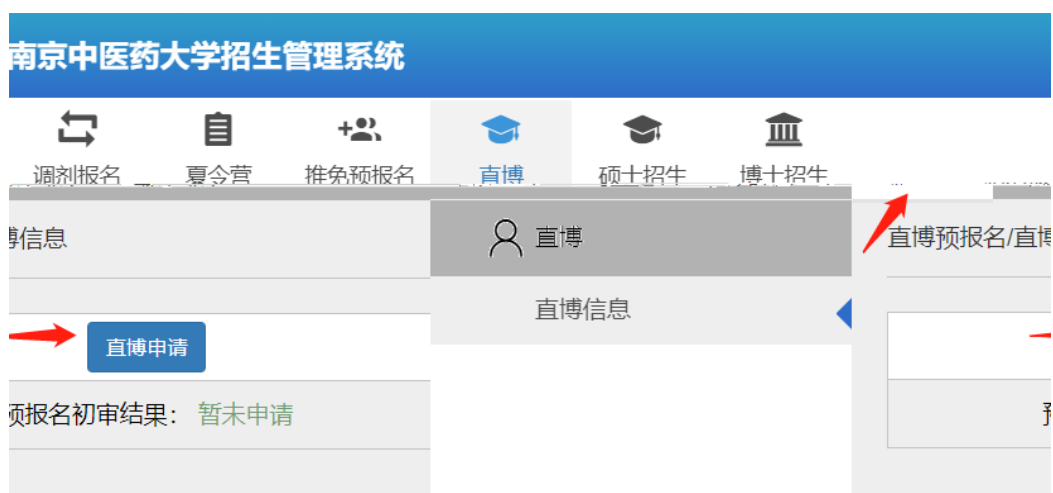 南京中医药大学招生管理系统
调剂报名 夏令营 推免预报名 直博 硕士招生 博士招生
博信息
直博
直博预报名/直博
直博信息
直博申请
预报名初审结果：暂未申请
预